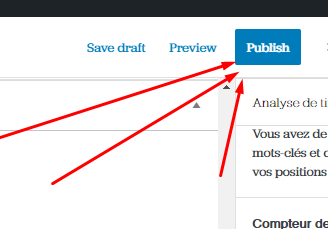 Save draft Preview Publish
Analyse de
Vous avez de
mots-clés et
vos positions
Compteur de